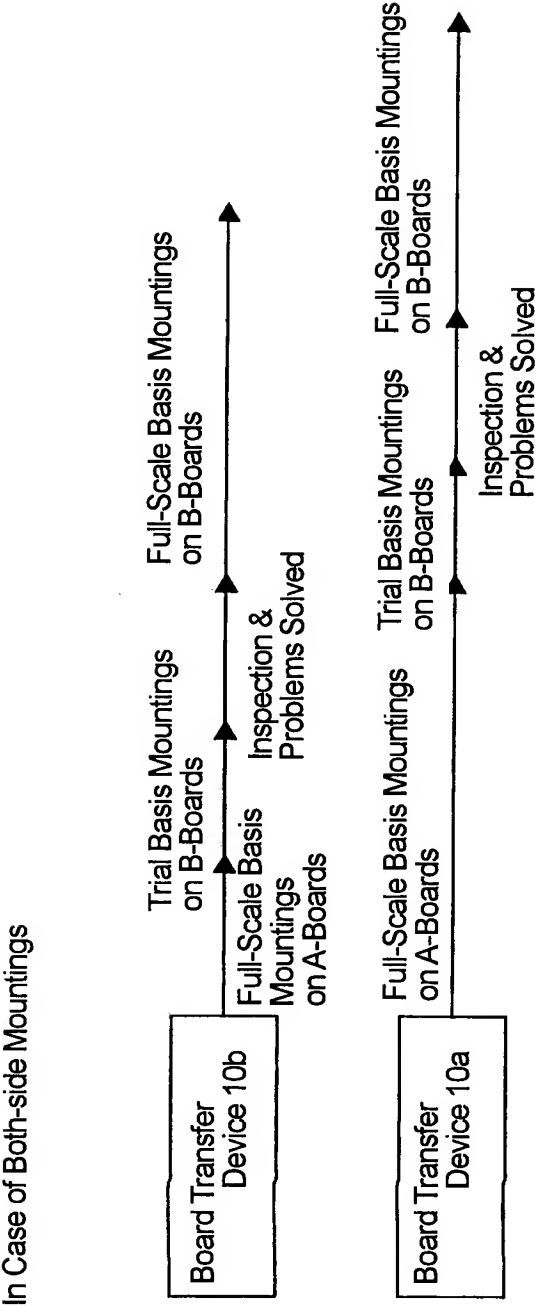 In Case of Both-side Mountings
Board Transfer
Device 10b
Trial Basis Mountings
on B-Boards
Full-Scale Basis
Mountings
on A-Boards
Inspection &
Problems Solved
Full-Scale Basis Mountings
on B-Boards
Board Transfer
Device 10a
Full-Scale Basis Mountings
on A-Boards
Trial Basis Mountings
on B-Boards
Inspection &
Problems Solved
Full-Scale Basis Mountings
on B-Boards